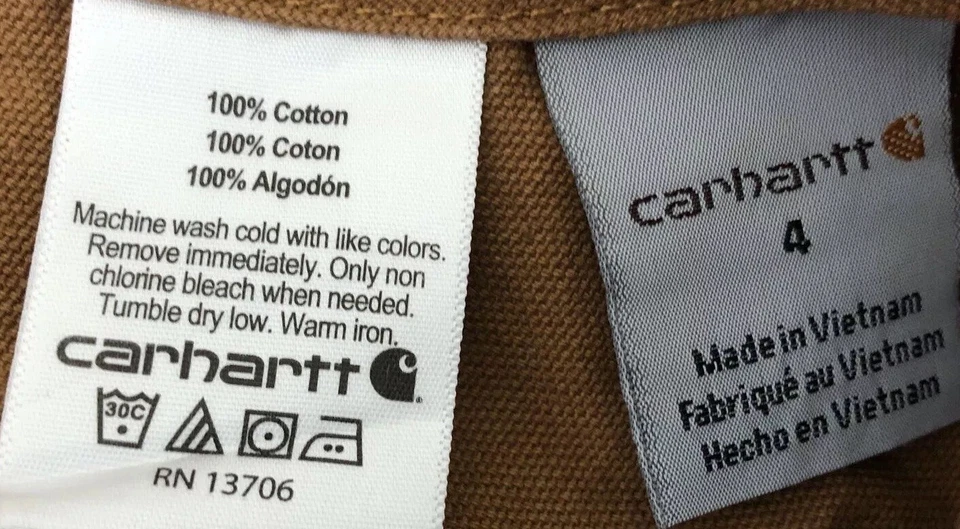 100% Cotton
100% Coton
100% Algodón
Machine wash cold with like colors.
Remove immediately. Only non
chlorine bleach when needed.
Tumble dry low. Warm iron.
carhartt
30C
RN 13706
carhartt
4
Made in Vietnam
Fabriqué au Vietnam
Hecho en Vietnam